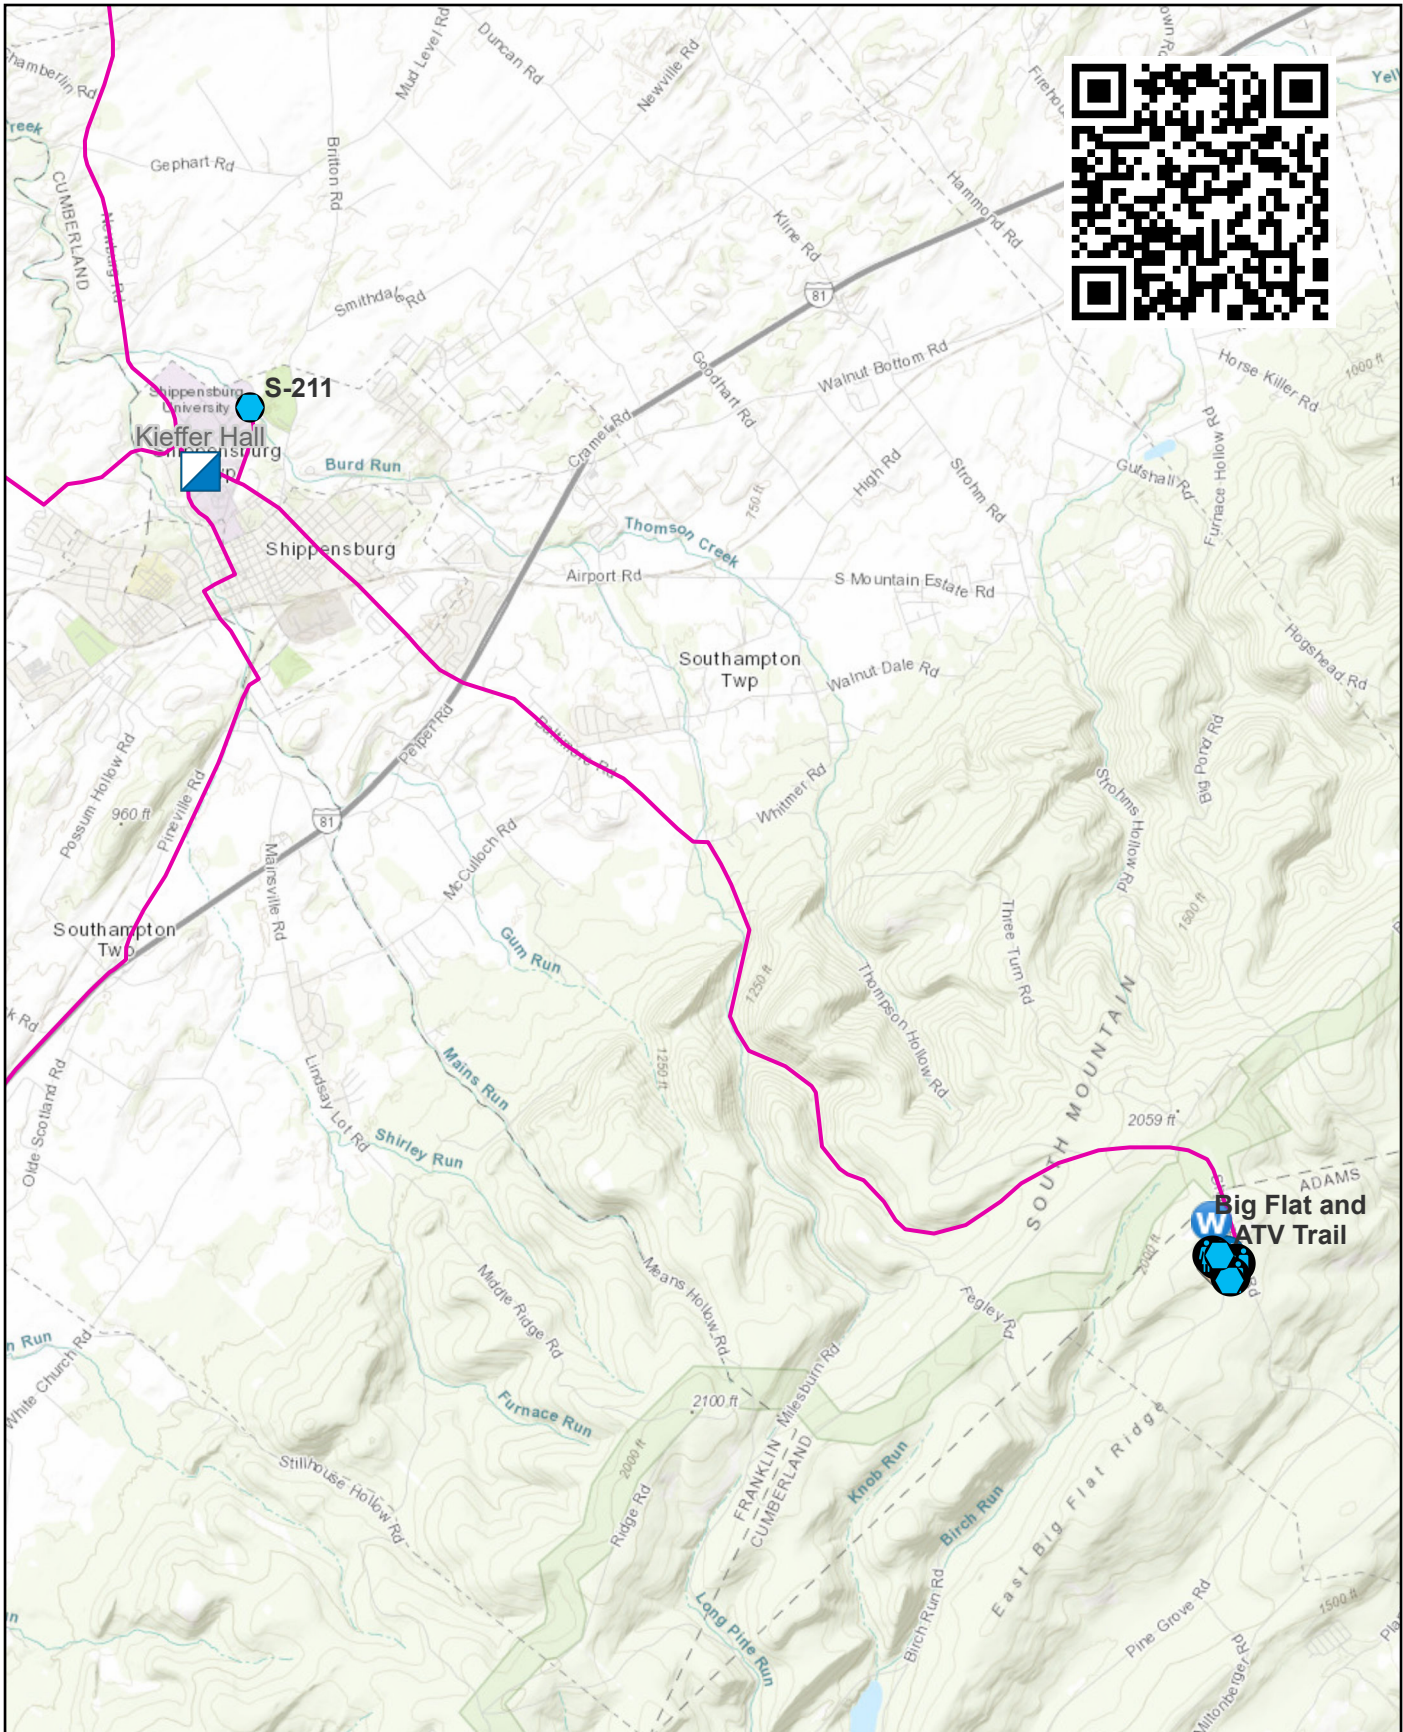 Chamberlin Rd
Mud Level Rd
Duncan Rd
Newville Rd
Gephart Rd
Britton Rd
CUMBERLAND
Newburg Rd
Kline Rd
Hammond Rd
81
Smithdale Rd
Goodhart Rd
Walnut Bottom Rd
Horse Killer Rd
1000 ft
Shippensburg
University
S-211
Kieffer Hall
Shippensburg
Burd Run
Cramer Rd
High Rd
Strohm Rd
Gutshall Rd
Furnace Hollow Rd
750 ft
Thomson Creek
Shippensburg
Airport Rd
S Mountain Estate Rd
Hogshead Rd
Southampton
Twp
Walnut Dale Rd
Possum Hollow Rd
Pineville Rd
960 ft
Peiper Rd
Baltimore Rd
Whitmer Rd
Big Pond Rd
Strohms Hollow Rd
81
Mainsville Rd
McCulloch Rd
Southampton
Twp
Gum Run
1250 ft
Three Turn Rd
1500 ft
Thompson Hollow Rd
SOUTH MOUNTAIN
k Rd
Olde Scotland Rd
Lindsay Lot Rd
Mains Run
1250 ft
Shirley Run
2059 ft
ADAMS
W
Big Flat and
ATV Trail
Rd
2000 ft
Means Hollow Rd
Middle Ridge Rd
Fegley Rd
n Run
White Church Rd
Milesburn Rd
2100 ft
Furnace Run
2000 ft
Ridge Rd
FRANKLIN
CUMBERLAND
Knob Run
Birch Run
East Big Flat Ridge
Stillhouse Hollow Rd
Long Pine Run
Birch Run Rd
Pine Grove Rd
Miltonberger Rd
1500 ft